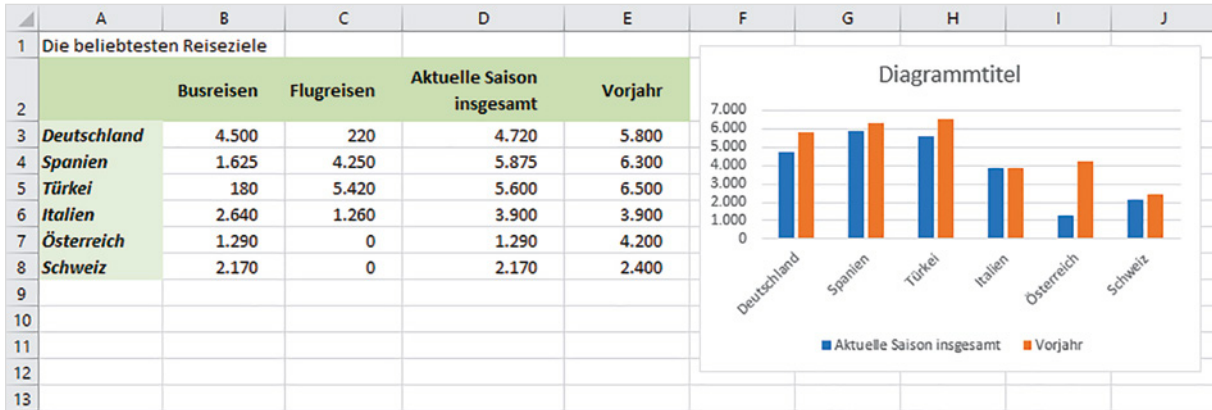 A B C D E F G H I J
1 Die beliebtesten Reiseziele
2 Busreisen Flugreisen Aktuelle Saison insgesamt Vorjahr
3 Deutschland 4.500 220 4.720 5.800
4 Spanien 1.625 4.250 5.875 6.300
5 Türkei 180 5.420 5.600 6.500
6 Italien 2.640 1.260 3.900 3.900
7 Österreich 1.290 0 1.290 4.200
8 Schweiz 2.170 0 2.170 2.400
9
10
11
12
13
Diagrammtitel
7.000
6.000
5.000
4.000
3.000
2.000
1.000
0
Deutschland Spanien Türkei Italien Österreich Schweiz
Aktuelle Saison insgesamt Vorjahr